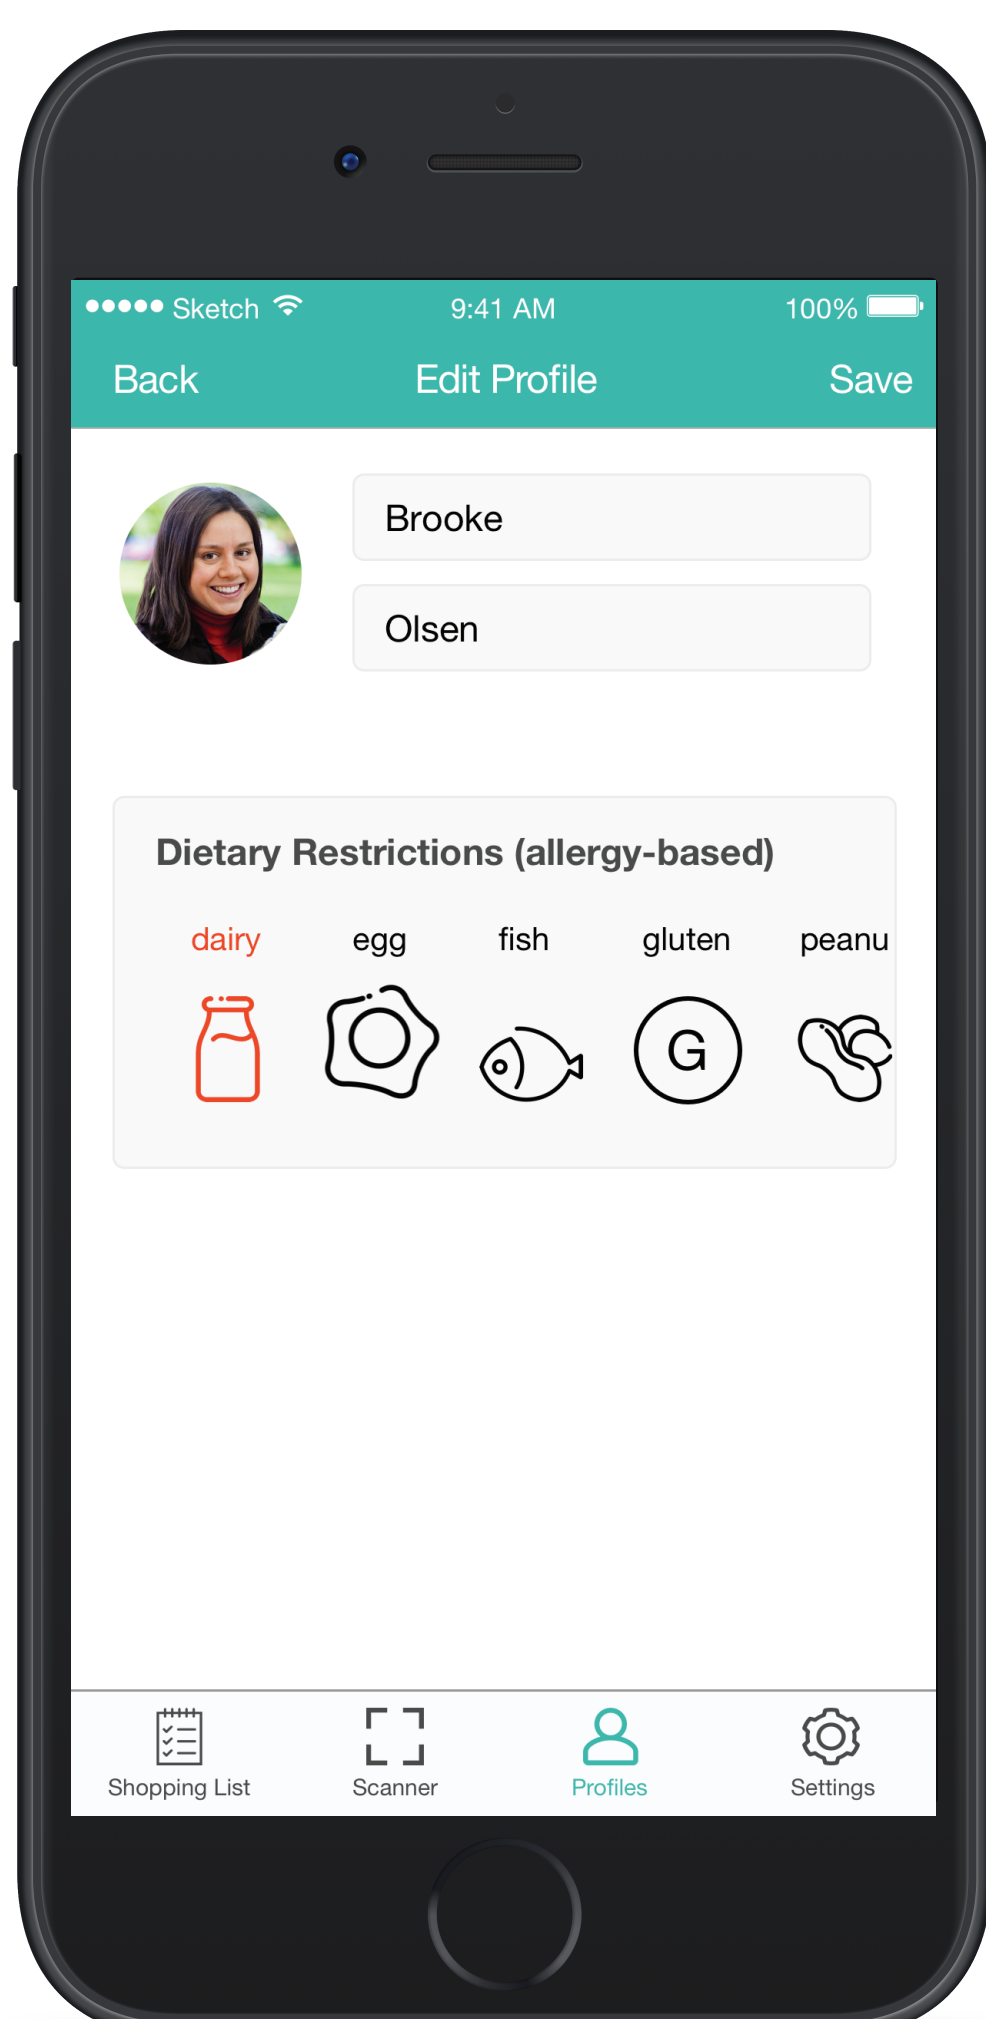 Sketch 9:41 AM 100%
Back Edit Profile Save
Brooke
Olsen
Dietary Restrictions (allergy-based)
dairy egg fish gluten peanu
G
Shopping List Scanner Profiles Settings